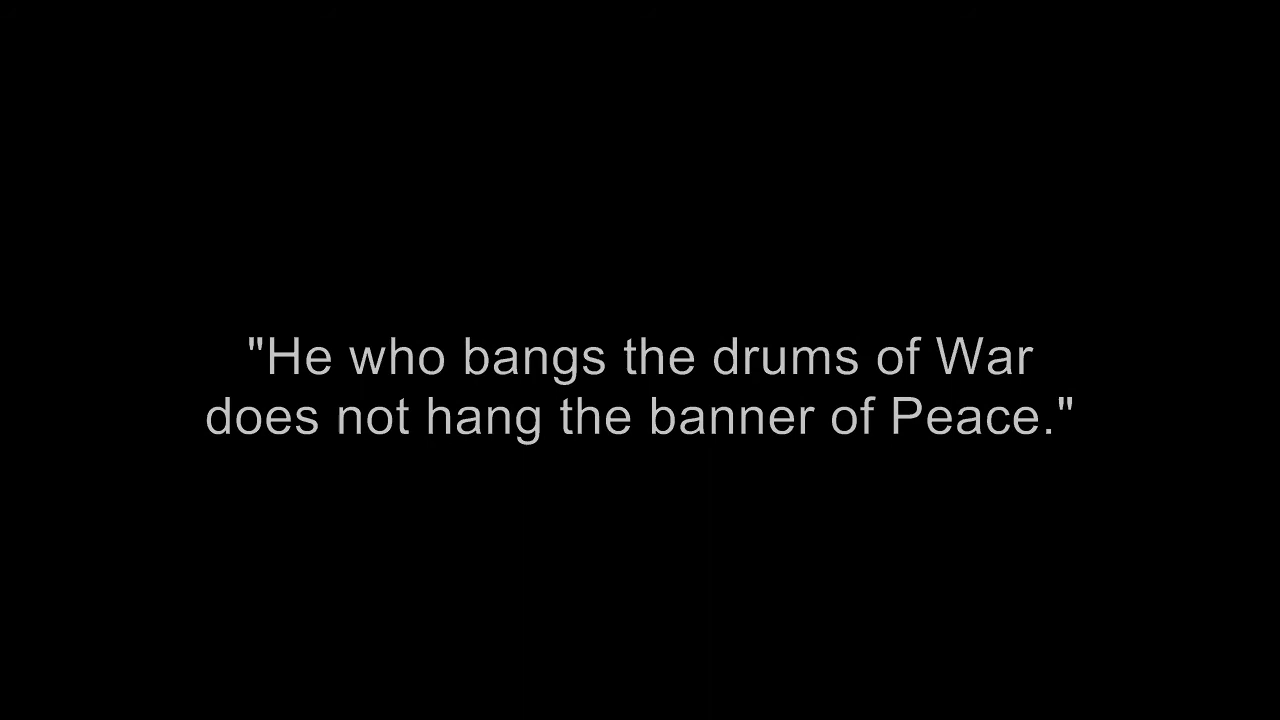 "He who bangs the drums of War
does not hang the banner of Peace."